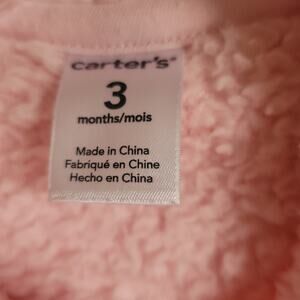 carter's®
3
months/mois
Made in China
Fabriqué en Chine
Hecho en China